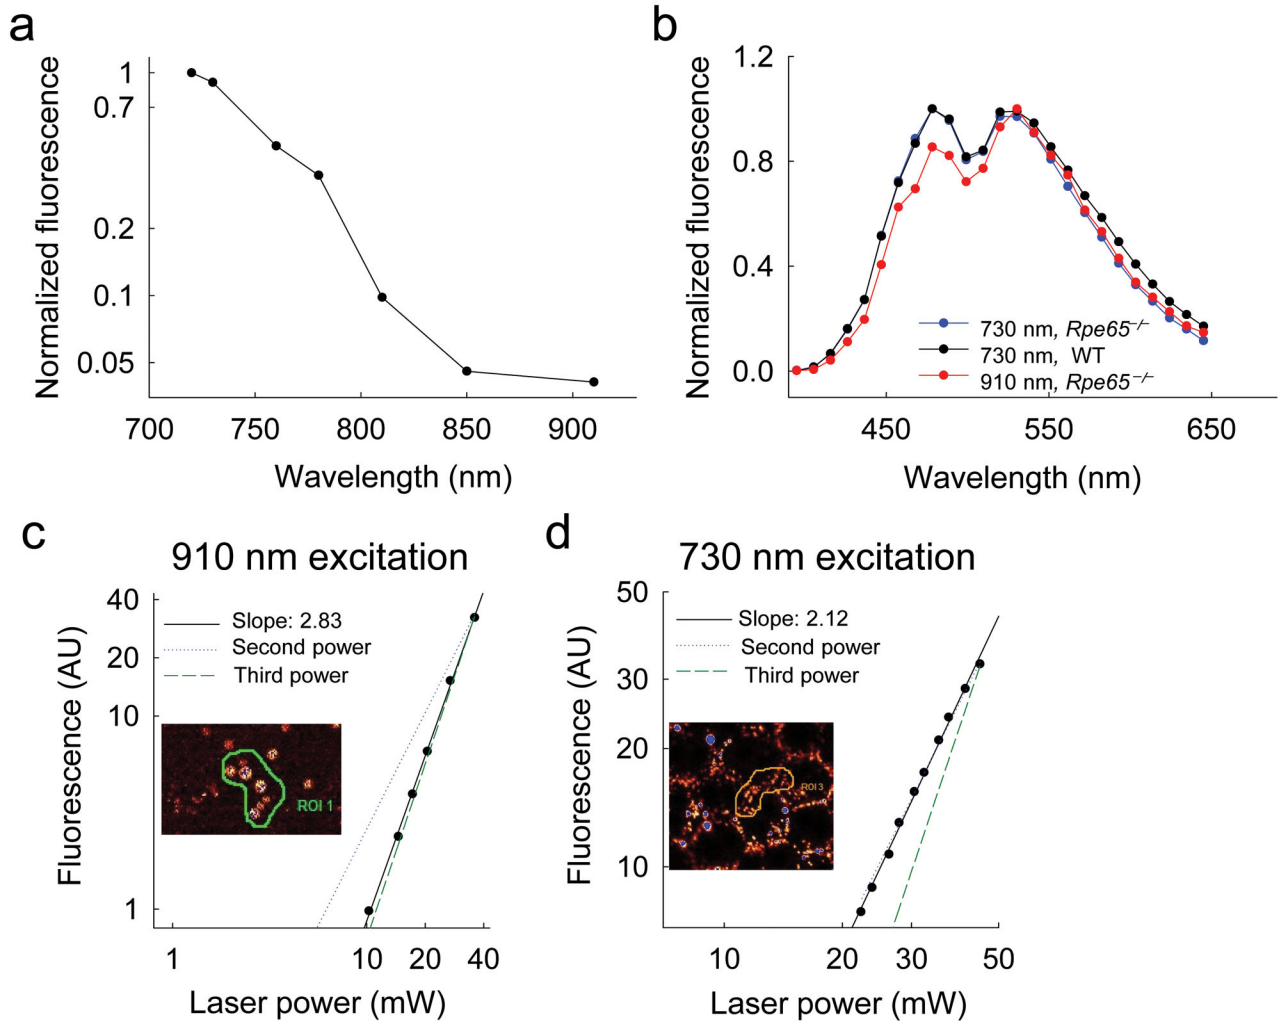 a
Normalized fluorescence
1
0.7
0.2
0.1
0.05
700 750 800 850 900
Wavelength (nm)
b
Normalized fluorescence
1.2
0.8
0.4
0.0
730 nm, Rpe65−/−
730 nm, WT
910 nm, Rpe65−/−
450 550 650
Wavelength (nm)
c
910 nm excitation
Fluorescence (AU)
40
20
10
1
Slope: 2.83
Second power
Third power
ROI 1
1 10 20 40
Laser power (mW)
d
730 nm excitation
Fluorescence (AU)
50
30
20
10
Slope: 2.12
Second power
Third power
ROI 3
10 20 30 50
Laser power (mW)